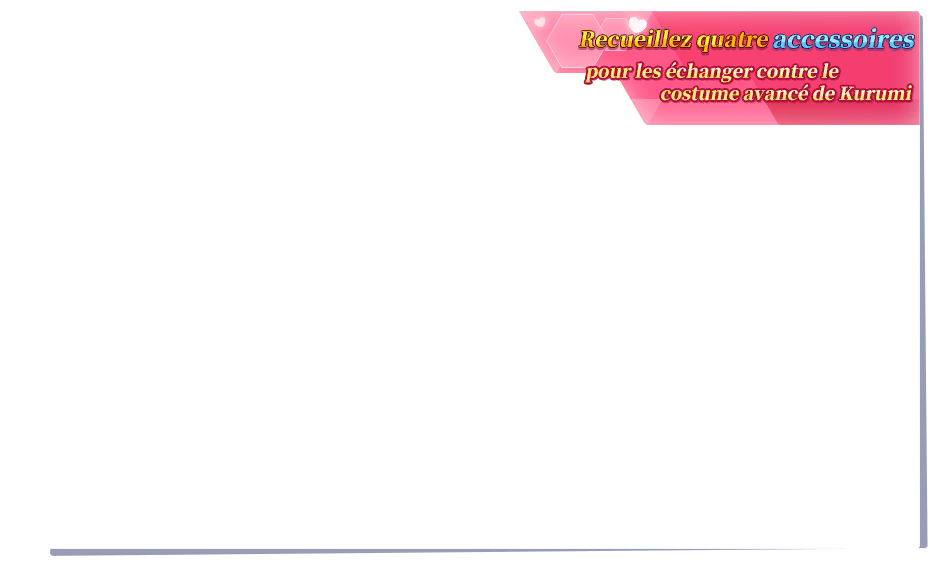 Recueillez quatre accessoires
pour les échanger contre le
costume avancé de Kurumi